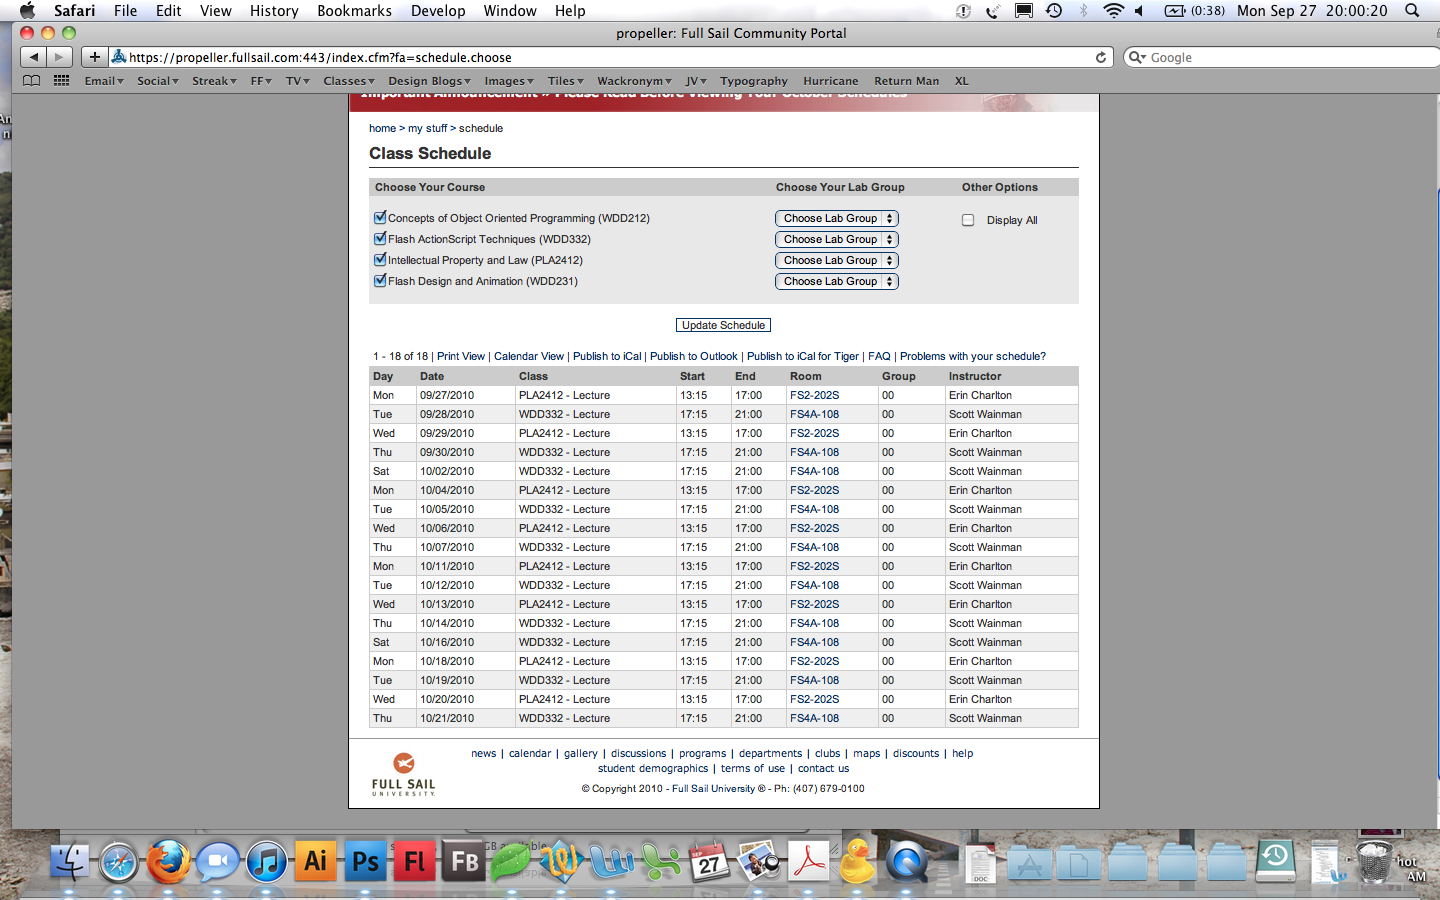 Safari File Edit View History Bookmarks Develop Window Help (0:38) Mon Sep 27 20:00:20
propeller: Full Sail Community Portal
https://propeller.fullsail.com:443/index.cfm?fa=schedule.choose Google
Email Social Streak FF TV Classes Design Blogs Images Tiles Wackronym JV Typography Hurricane Return Man XL
Important Announcement » Please Read Before Viewing Your October Schedules
home > my stuff > schedule
Class Schedule
Choose Your Course Choose Your Lab Group Other Options
Concepts of Object Oriented Programming (WDD212) Choose Lab Group Display All
Flash ActionScript Techniques (WDD332) Choose Lab Group
Intellectual Property and Law (PLA2412) Choose Lab Group
Flash Design and Animation (WDD231) Choose Lab Group
Update Schedule
1 - 18 of 18 | Print View | Calendar View | Publish to iCal | Publish to Outlook | Publish to iCal for Tiger | FAQ | Problems with your schedule?
Day Date Class Start End Room Group Instructor
Mon 09/27/2010 PLA2412 - Lecture 13:15 17:00 FS2-202S 00 Erin Charlton
Tue 09/28/2010 WDD332 - Lecture 17:15 21:00 FS4A-108 00 Scott Wainman
Wed 09/29/2010 PLA2412 - Lecture 13:15 17:00 FS2-202S 00 Erin Charlton
Thu 09/30/2010 WDD332 - Lecture 17:15 21:00 FS4A-108 00 Scott Wainman
Sat 10/02/2010 WDD332 - Lecture 17:15 21:00 FS4A-108 00 Scott Wainman
Mon 10/04/2010 PLA2412 - Lecture 13:15 17:00 FS2-202S 00 Erin Charlton
Tue 10/05/2010 WDD332 - Lecture 17:15 21:00 FS4A-108 00 Scott Wainman
Wed 10/06/2010 PLA2412 - Lecture 13:15 17:00 FS2-202S 00 Erin Charlton
Thu 10/07/2010 WDD332 - Lecture 17:15 21:00 FS4A-108 00 Scott Wainman
Mon 10/11/2010 PLA2412 - Lecture 13:15 17:00 FS2-202S 00 Erin Charlton
Tue 10/12/2010 WDD332 - Lecture 17:15 21:00 FS4A-108 00 Scott Wainman
Wed 10/13/2010 PLA2412 - Lecture 13:15 17:00 FS2-202S 00 Erin Charlton
Thu 10/14/2010 WDD332 - Lecture 17:15 21:00 FS4A-108 00 Scott Wainman
Sat 10/16/2010 WDD332 - Lecture 17:15 21:00 FS4A-108 00 Scott Wainman
Mon 10/18/2010 PLA2412 - Lecture 13:15 17:00 FS2-202S 00 Erin Charlton
Tue 10/19/2010 WDD332 - Lecture 17:15 21:00 FS4A-108 00 Scott Wainman
Wed 10/20/2010 PLA2412 - Lecture 13:15 17:00 FS2-202S 00 Erin Charlton
Thu 10/21/2010 WDD332 - Lecture 17:15 21:00 FS4A-108 00 Scott Wainman
news | calendar | gallery | discussions | programs | departments | clubs | maps | discounts | help
student demographics | terms of use | contact us
© Copyright 2010 - Full Sail University ® - Ph: (407) 679-0100
FULL SAIL
UNIVERSITY.
Ai Ps Fl FB SEP 27 DOC hot
AM